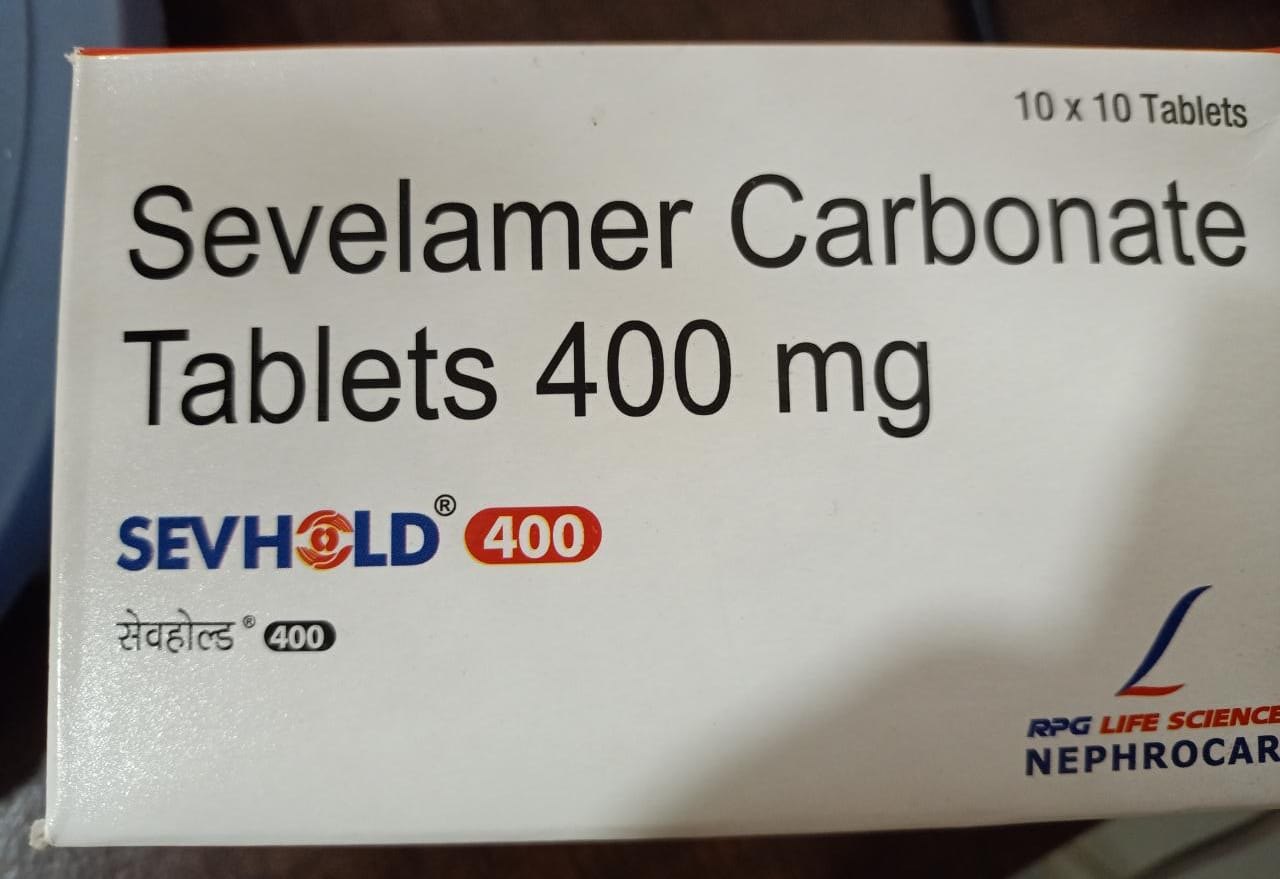 10 x 10 Tablets
Sevelamer Carbonate
Tablets 400 mg
SEVHOLD® 400
सेवहोल्ड® 400
RPG LIFE SCIENCE
NEPHROCAR